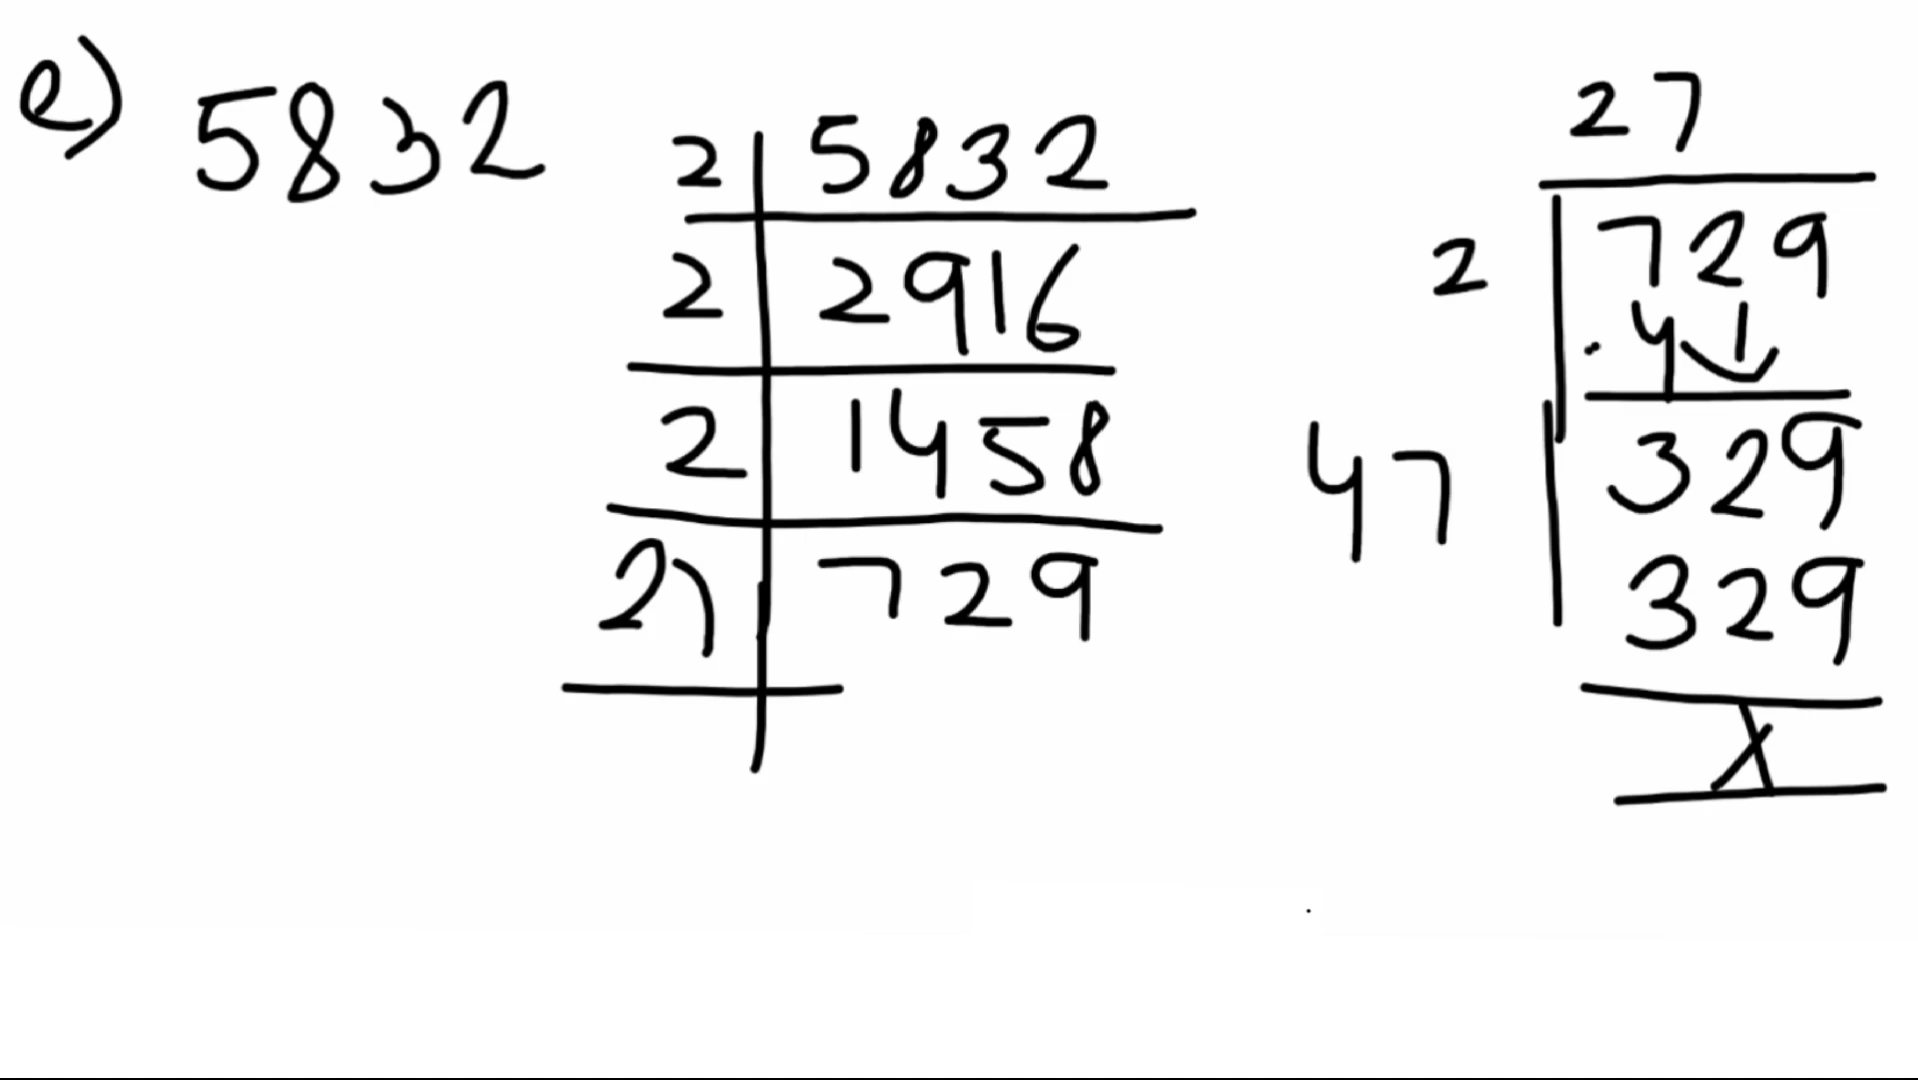 e) 5832
2 | 5832
2 | 2916
2 | 1458
27 | 729
27
2 | 729
4
47 | 329
329
x